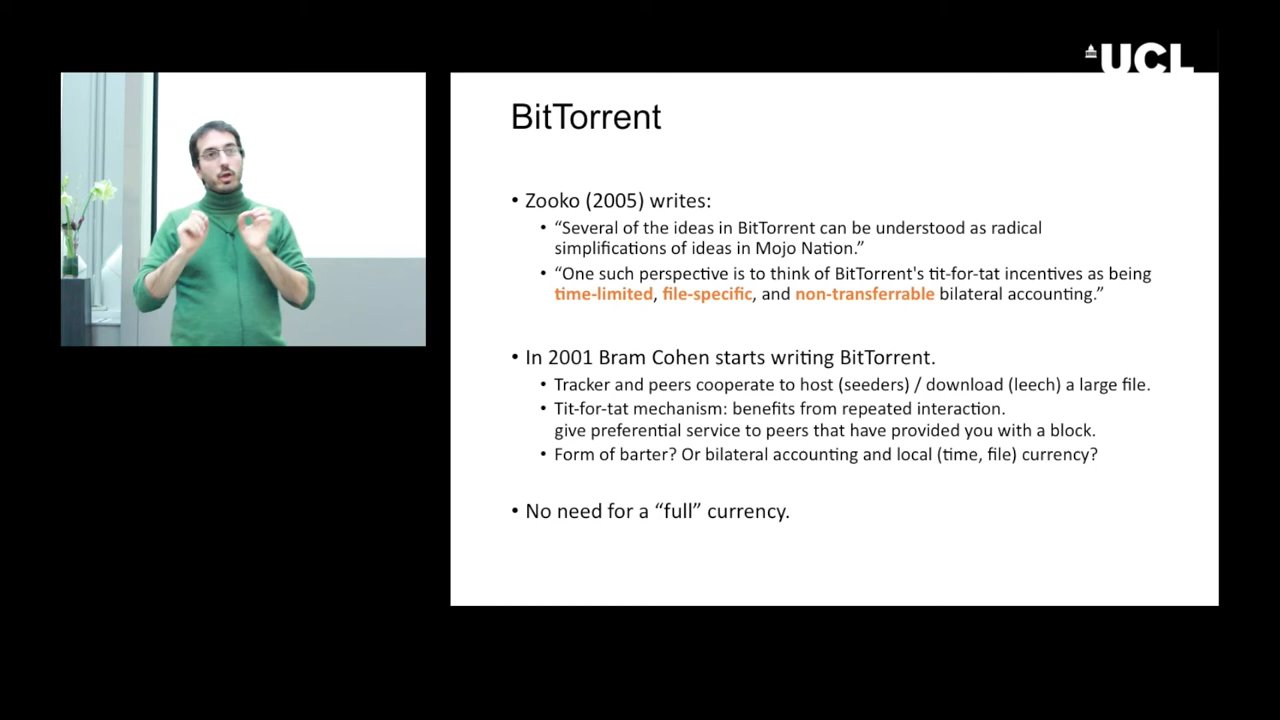 UCL
BitTorrent
• Zooko (2005) writes:
• “Several of the ideas in BitTorrent can be understood as radical
simplifications of ideas in Mojo Nation.”
• “One such perspective is to think of BitTorrent's tit-for-tat incentives as being
time-limited, file-specific, and non-transferrable bilateral accounting.”
• In 2001 Bram Cohen starts writing BitTorrent.
• Tracker and peers cooperate to host (seeders) / download (leech) a large file.
• Tit-for-tat mechanism: benefits from repeated interaction.
give preferential service to peers that have provided you with a block.
• Form of barter? Or bilateral accounting and local (time, file) currency?
• No need for a “full” currency.